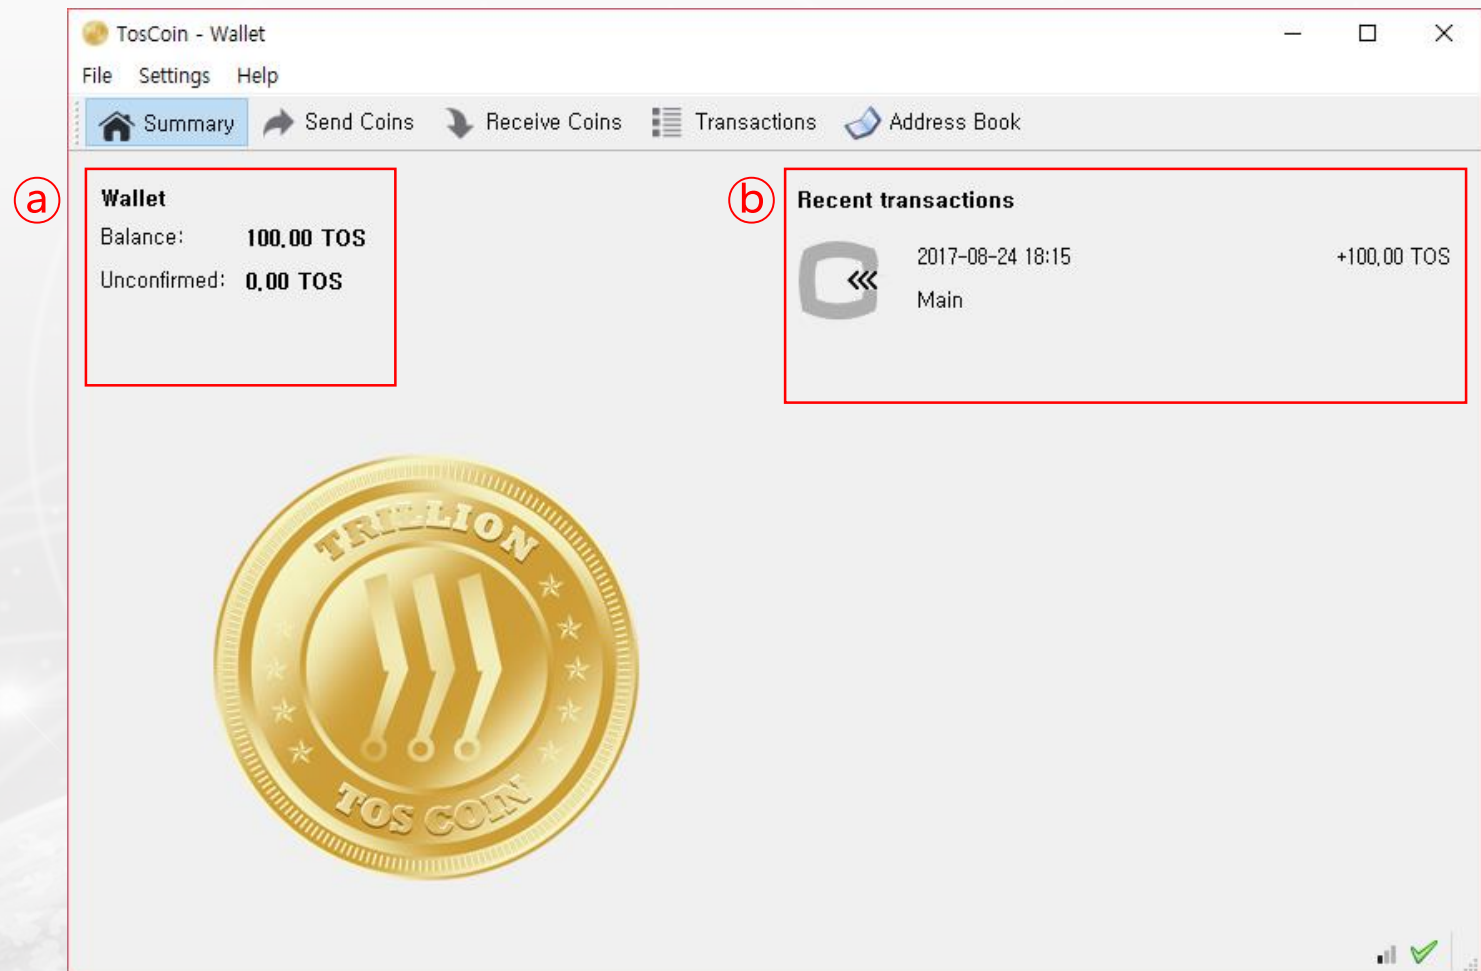 TosCoin - Wallet
File Settings Help
Summary Send Coins Receive Coins Transactions Address Book
ⓐ
Wallet
Balance: 100,00 TOS
Unconfirmed: 0,00 TOS
ⓑ
Recent transactions
2017-08-24 18:15 +100,00 TOS
Main
TRILLION
TOS COIN